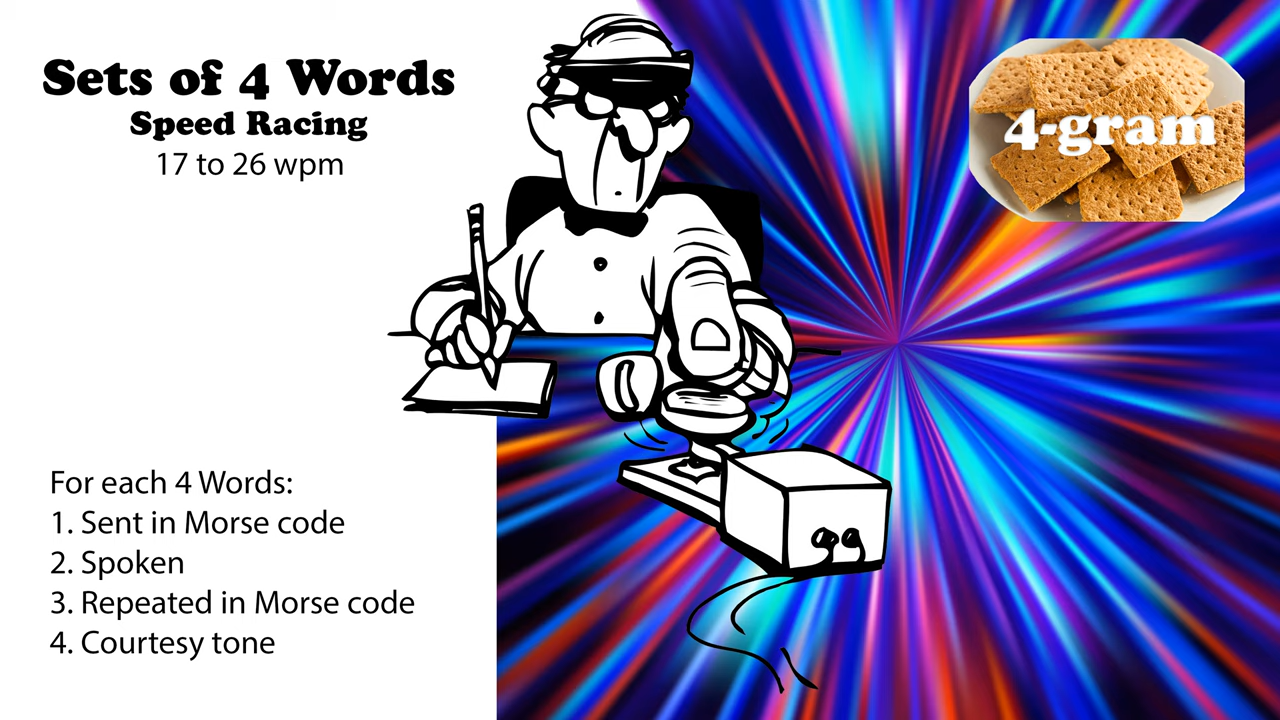 Sets of 4 Words
Speed Racing
17 to 26 wpm
4-gram
For each 4 Words:
1. Sent in Morse code
2. Spoken
3. Repeated in Morse code
4. Courtesy tone